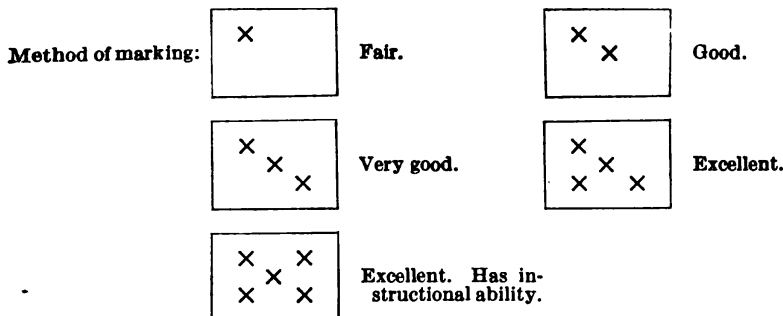 Method of marking:
Fair.
Good.
Very good.
Excellent.
Excellent. Has in-
structional ability.